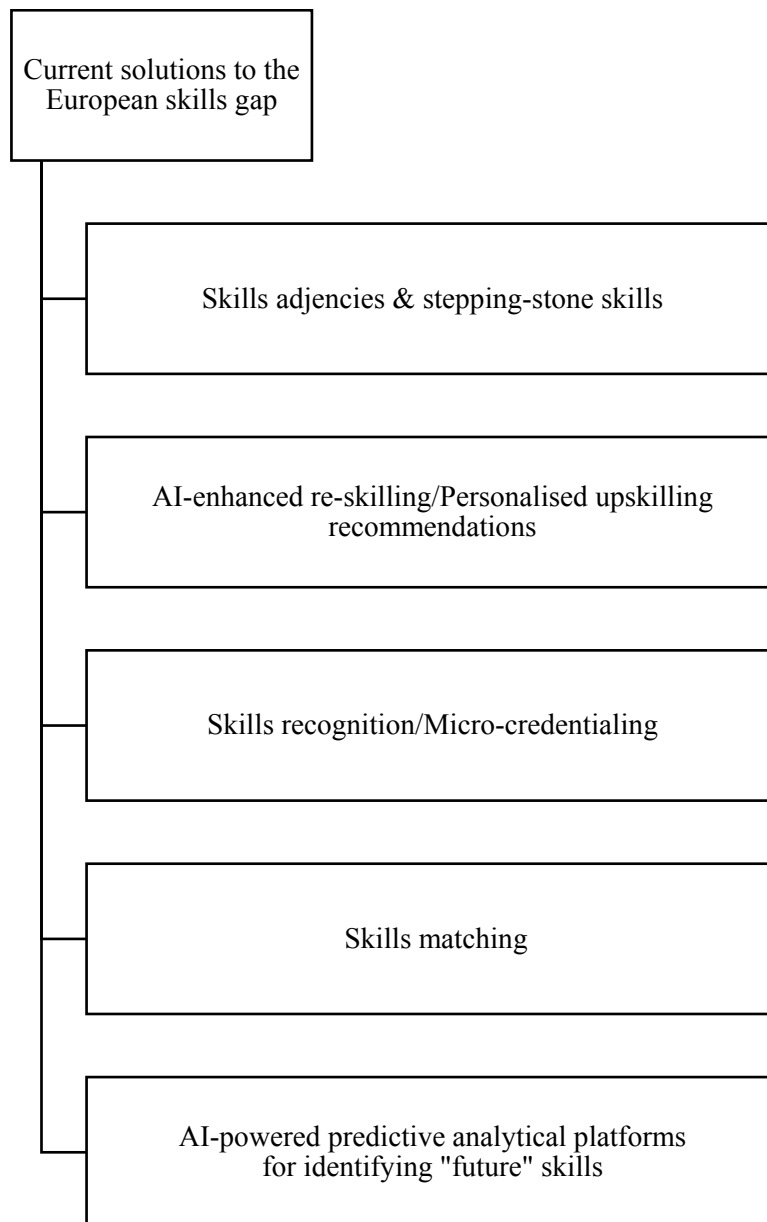 Current solutions to the
European skills gap
Skills adjencies & stepping-stone skills
AI-enhanced re-skilling/Personalised upskilling
recommendations
Skills recognition/Micro-credentialing
Skills matching
AI-powered predictive analytical platforms
for identifying "future" skills